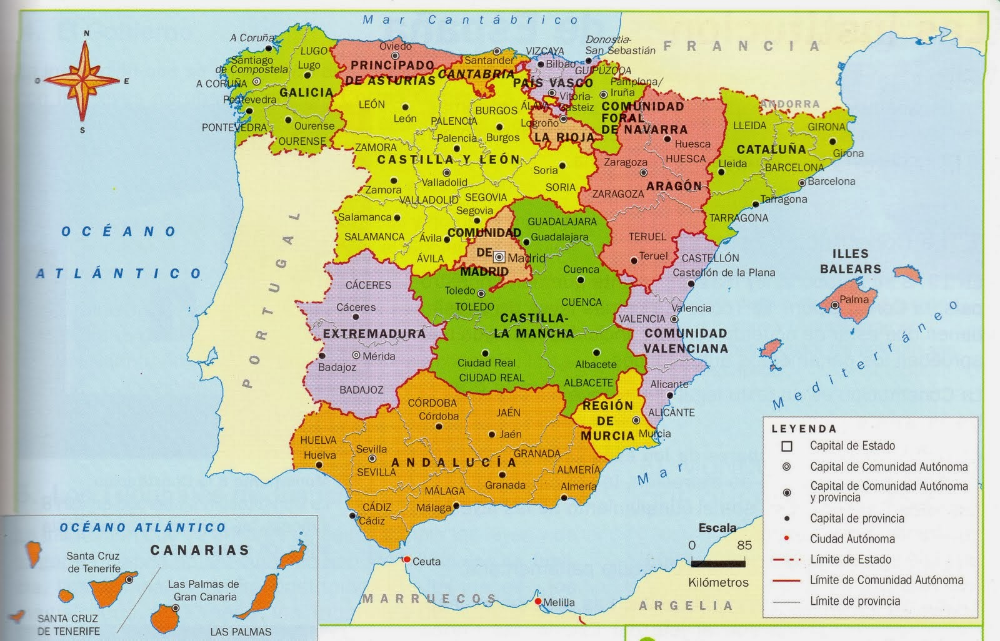 Mar Cantábrico
FRANCIA
ANDORRA
N
O
E
S
OCÉANO
ATLÁNTICO
PORTUGAL
A Coruña
Santiago
de Compostela
A CORUÑA
LUGO
Lugo
GALICIA
Pontevedra
PONTEVEDRA
Ourense
OURENSE
Oviedo
PRINCIPADO
DE ASTURIAS
Santander
CANTABRIA
VIZCAYA
Bilbao
Donostia-
San Sebastián
GUIPÚZCOA
PAÍS VASCO
Vitoria-
Gasteiz
ÁLAVA
Pamplona/
Iruña
COMUNIDAD
FORAL
DE NAVARRA
Logroño
LA RIOJA
LEÓN
León
PALENCIA
Palencia
BURGOS
Burgos
ZAMORA
Zamora
CASTILLA Y LEÓN
Valladolid
VALLADOLID
Soria
SORIA
SEGOVIA
Segovia
Salamanca
SALAMANCA
Ávila
ÁVILA
Huesca
HUESCA
Zaragoza
ZARAGOZA
ARAGÓN
TERUEL
Teruel
LLEIDA
Lleida
GIRONA
Girona
CATALUÑA
BARCELONA
Barcelona
Tarragona
TARRAGONA
COMUNIDAD
DE
MADRID
Madrid
GUADALAJARA
Guadalajara
Cuenca
CUENCA
Toledo
TOLEDO
CASTILLA-
LA MANCHA
Ciudad Real
CIUDAD REAL
Albacete
ALBACETE
CÁCERES
Cáceres
EXTREMADURA
Mérida
Badajoz
BADAJOZ
CASTELLÓN
Castellón de la Plana
Valencia
VALENCIA
COMUNIDAD
VALENCIANA
Alicante
ALICANTE
REGIÓN
DE
MURCIA
Murcia
ILLES
BALEARS
Palma
Mar Mediterráneo
HUELVA
Huelva
Sevilla
SEVILLA
CÓRDOBA
Córdoba
JAÉN
Jaén
ANDALUCÍA
GRANADA
Granada
ALMERÍA
Almería
MÁLAGA
Málaga
CÁDIZ
Cádiz
Ceuta
Melilla
MARRUECOS
ARGELIA
OCÉANO ATLÁNTICO
CANARIAS
Santa Cruz
de Tenerife
Las Palmas de
Gran Canaria
SANTA CRUZ
DE TENERIFE
LAS PALMAS
Escala
0 85
Kilómetros
LEYENDA
Capital de Estado
Capital de Comunidad Autónoma
Capital de Comunidad Autónoma
y provincia
Capital de provincia
Ciudad Autónoma
Límite de Estado
Límite de Comunidad Autónoma
Límite de provincia